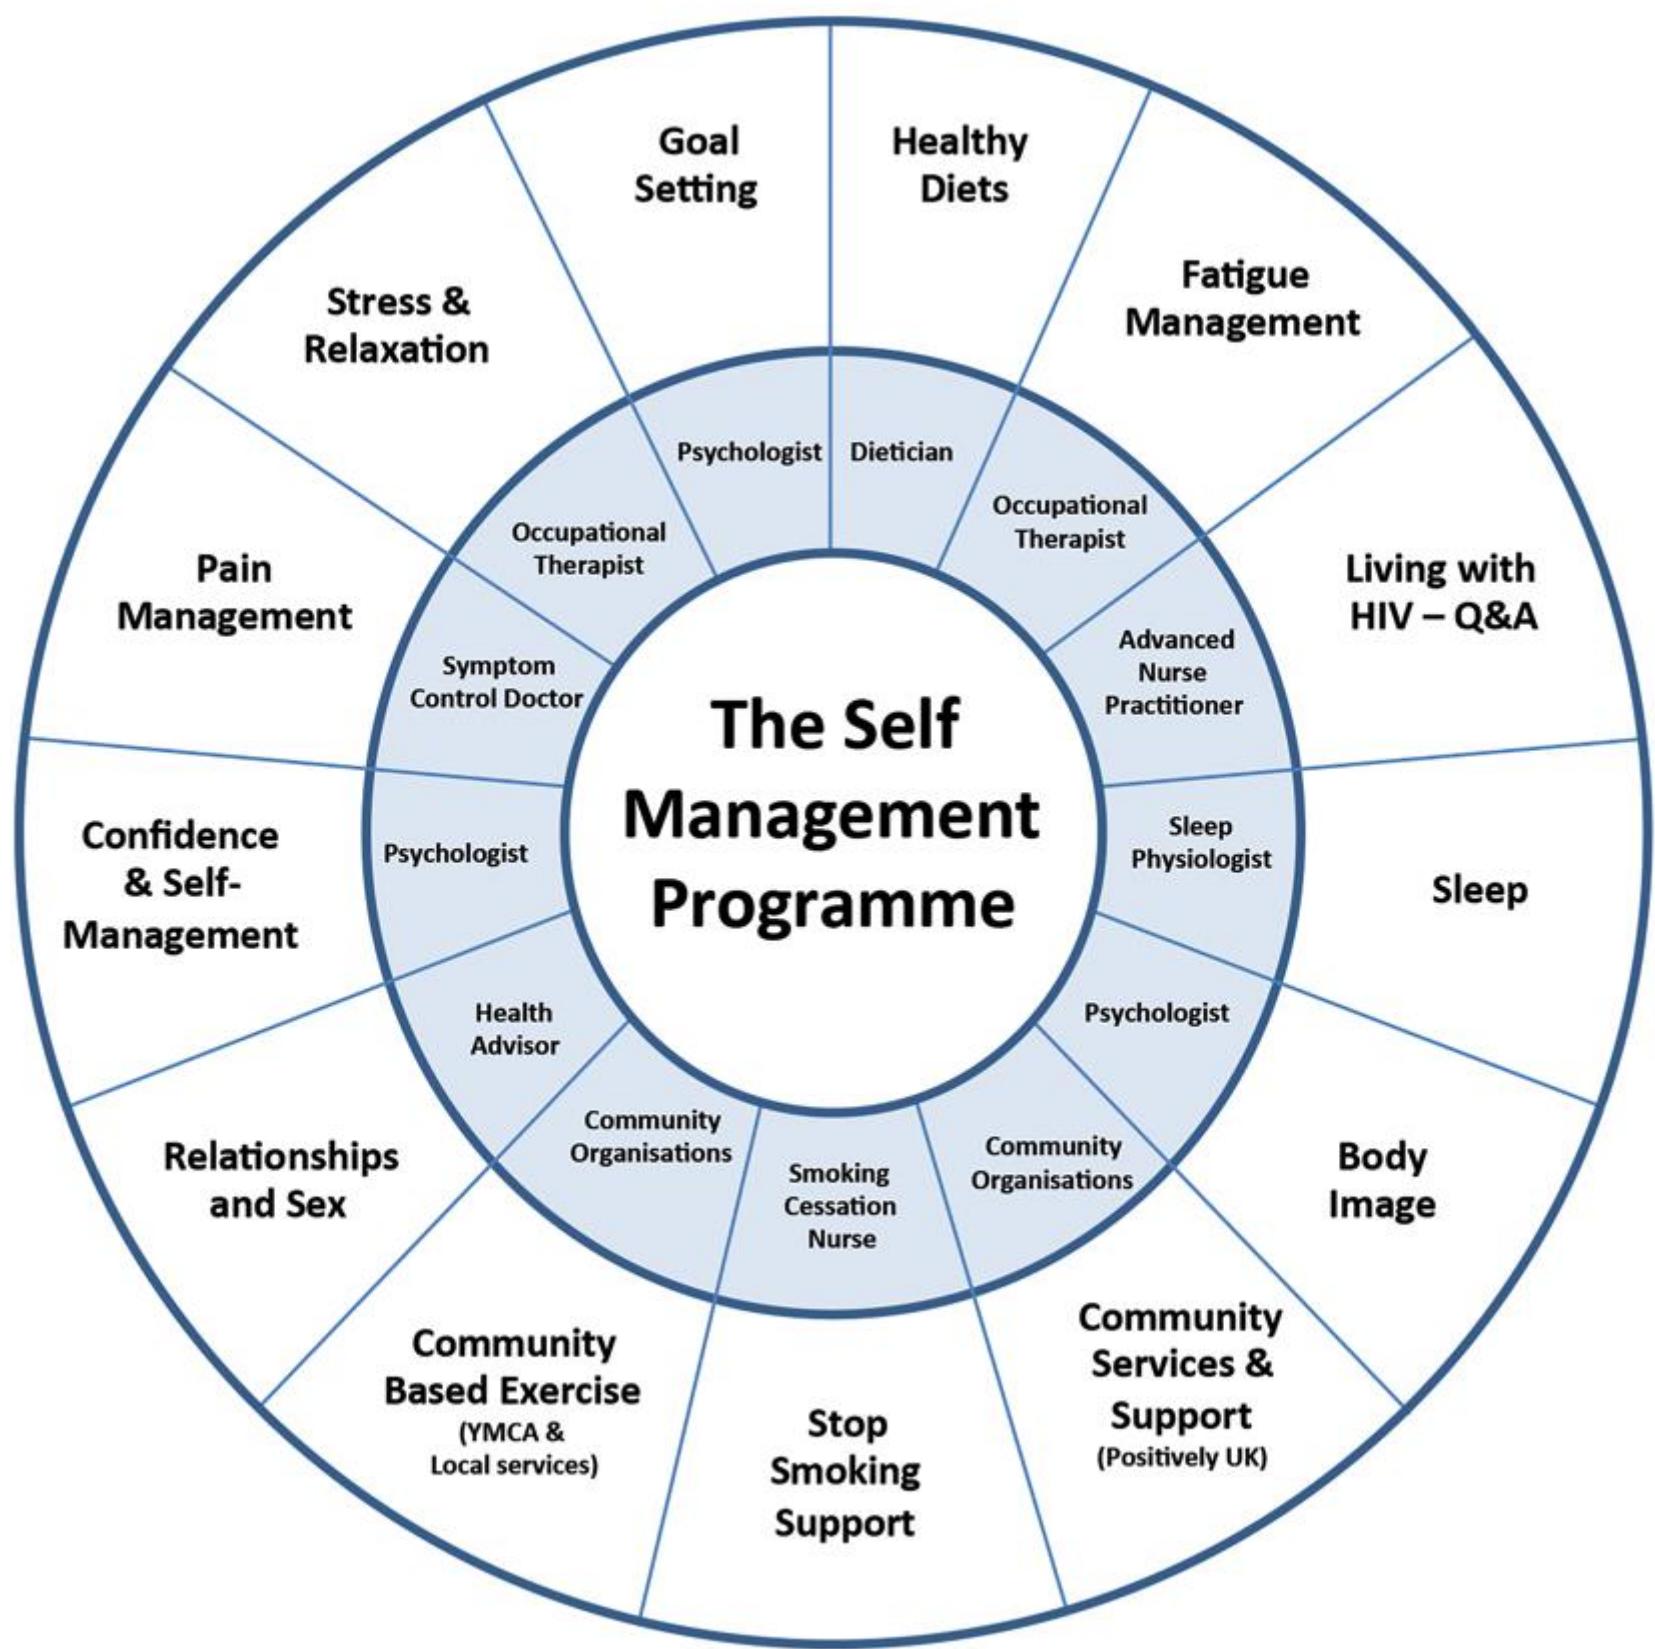 Goal
Setting
Healthy
Diets
Fatigue
Management
Living with
HIV – Q&A
Sleep
Body
Image
Community
Services &
Support
(Positively UK)
Stop
Smoking
Support
Community
Based Exercise
(YMCA &
Local services)
Relationships
and Sex
Confidence
& Self-
Management
Pain
Management
Stress &
Relaxation
Psychologist
Dietician
Occupational
Therapist
Advanced
Nurse
Practitioner
Sleep
Physiologist
Psychologist
Community
Organisations
Smoking
Cessation
Nurse
Community
Organisations
Health
Advisor
Psychologist
Symptom
Control Doctor
Occupational
Therapist
The Self
Management
Programme